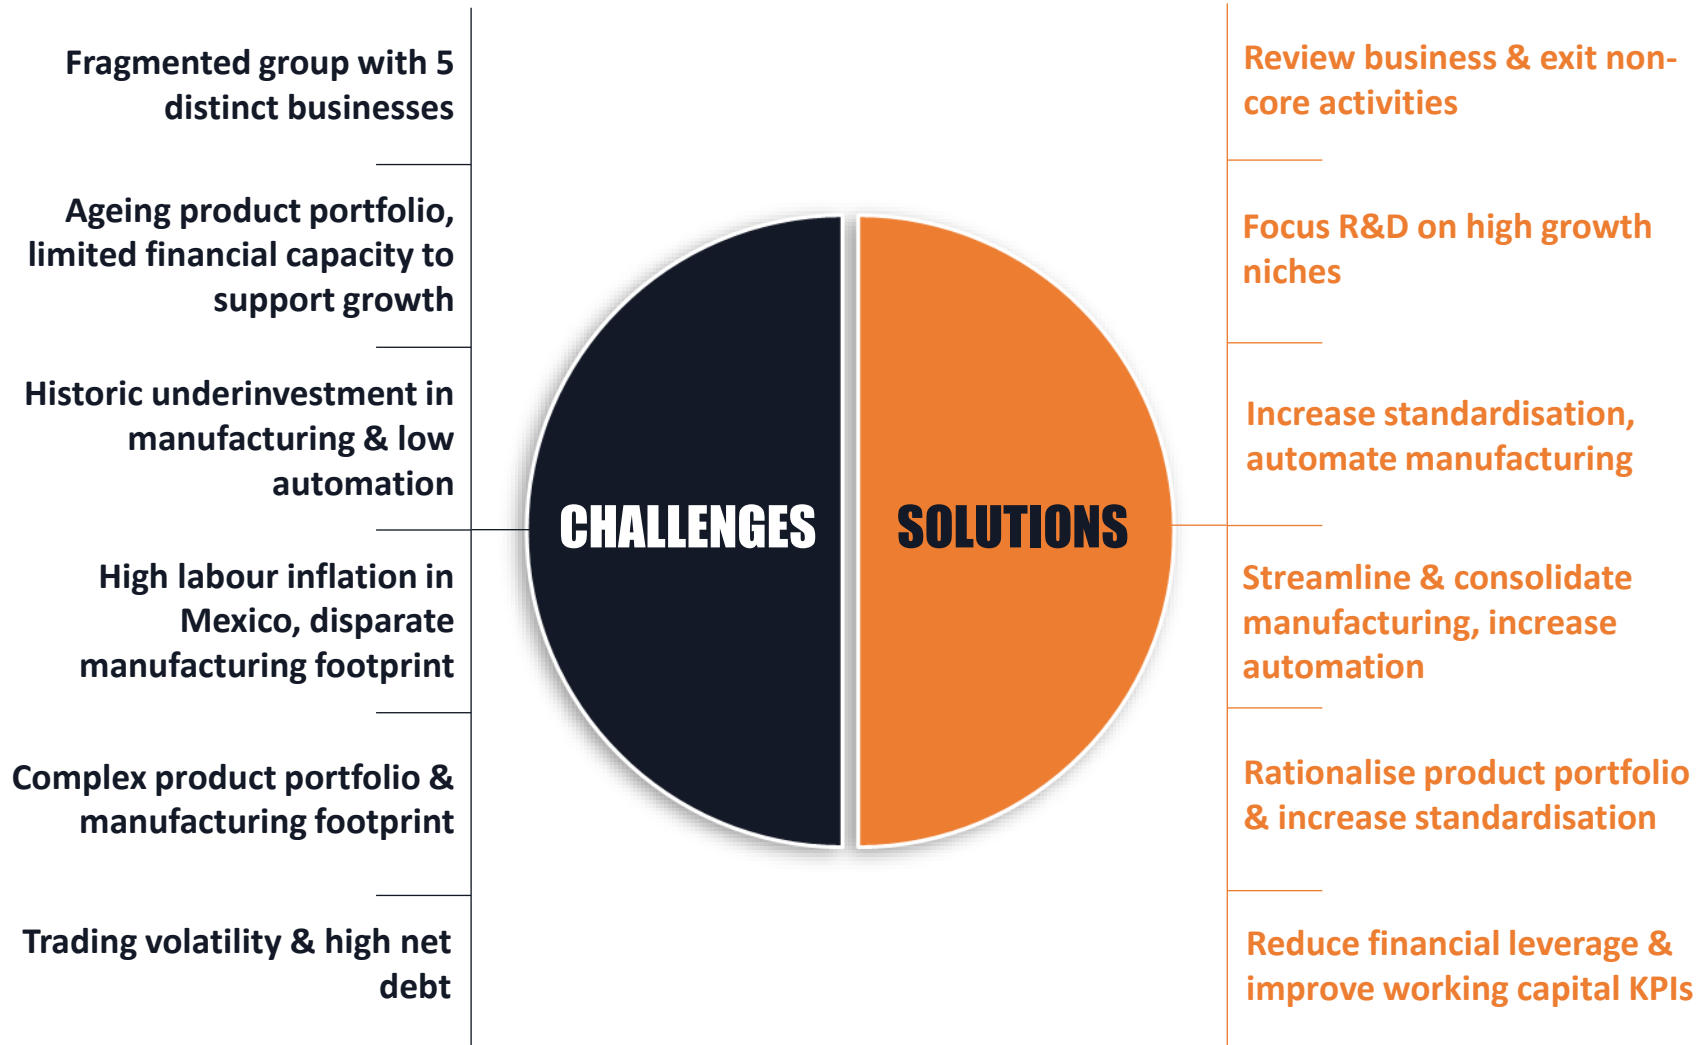 Fragmented group with 5
distinct businesses
Ageing product portfolio,
limited financial capacity to
support growth
Historic underinvestment in
manufacturing & low
automation
High labour inflation in
Mexico, disparate
manufacturing footprint
Complex product portfolio &
manufacturing footprint
Trading volatility & high net
debt
CHALLENGES
SOLUTIONS
Review business & exit non-
core activities
Focus R&D on high growth
niches
Increase standardisation,
automate manufacturing
Streamline & consolidate
manufacturing, increase
automation
Rationalise product portfolio
& increase standardisation
Reduce financial leverage &
improve working capital KPIs